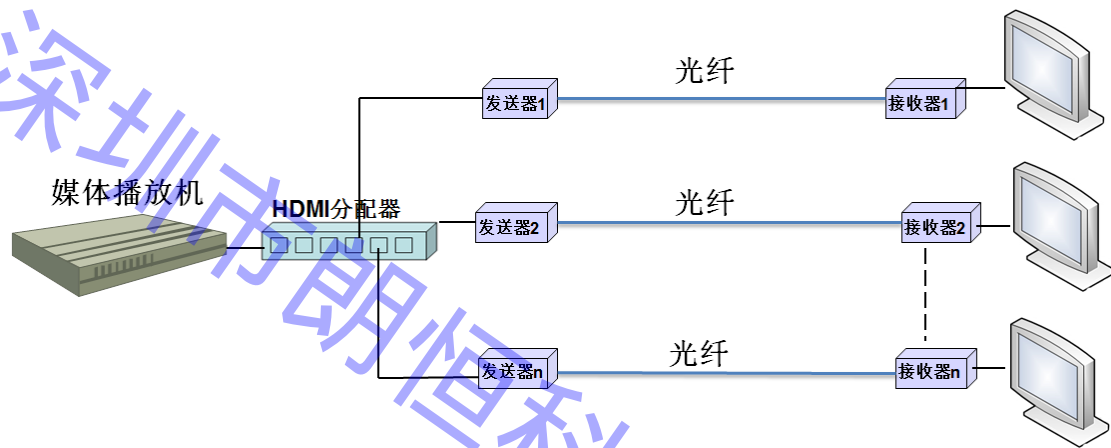 光纤
发送器1
接收器1
媒体播放机
HDMI分配器
光纤
发送器2
接收器2
光纤
发送器n
接收器n
深圳市朗恒科